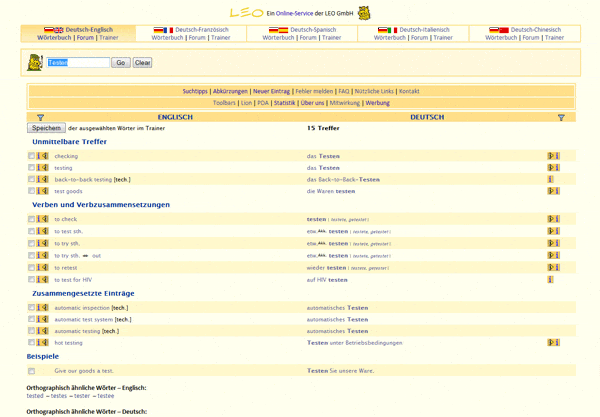 LEO Ein Online-Service der LEO GmbH
Deutsch-Englisch Deutsch-Französisch Deutsch-Spanisch Deutsch-Italienisch Deutsch-Chinesisch
Wörterbuch | Forum | Trainer Wörterbuch | Forum | Trainer Wörterbuch | Forum | Trainer Wörterbuch | Forum | Trainer Wörterbuch | Forum | Trainer
Testen Go Clear
Suchtipps | Abkürzungen | Neuer Eintrag | Fehler melden | FAQ | Nützliche Links | Kontakt
Toolbars | Lion | PDA | Statistik | Über uns | Mitwirkung | Werbung
ENGLISCH DEUTSCH
Speichern der ausgewählten Wörter im Trainer 15 Treffer
Unmittelbare Treffer
checking das Testen
testing das Testen
back-to-back testing [tech.] das Back-to-Back-Testen
test goods die Waren testen
Verben und Verbzusammensetzungen
to check testen ( testete, getestet )
to test sth. etw. testen ( testete, getestet )
to try sth. etw. testen ( testete, getestet )
to try sth. out etw. testen ( testete, getestet )
to retest wieder testen ( testete, getestet )
to test for HIV auf HIV testen
Zusammengesetzte Einträge
automatic inspection [tech.] automatisches Testen
automatic test system [tech.] automatisches Testen
automatic testing [tech.] automatisches Testen
hot testing Testen unter Betriebsbedingungen
Beispiele
Give our goods a test. Testen Sie unsere Ware.
Orthographisch ähnliche Wörter – Englisch:
tested – testes – tester – testee
Orthographisch ähnliche Wörter – Deutsch: